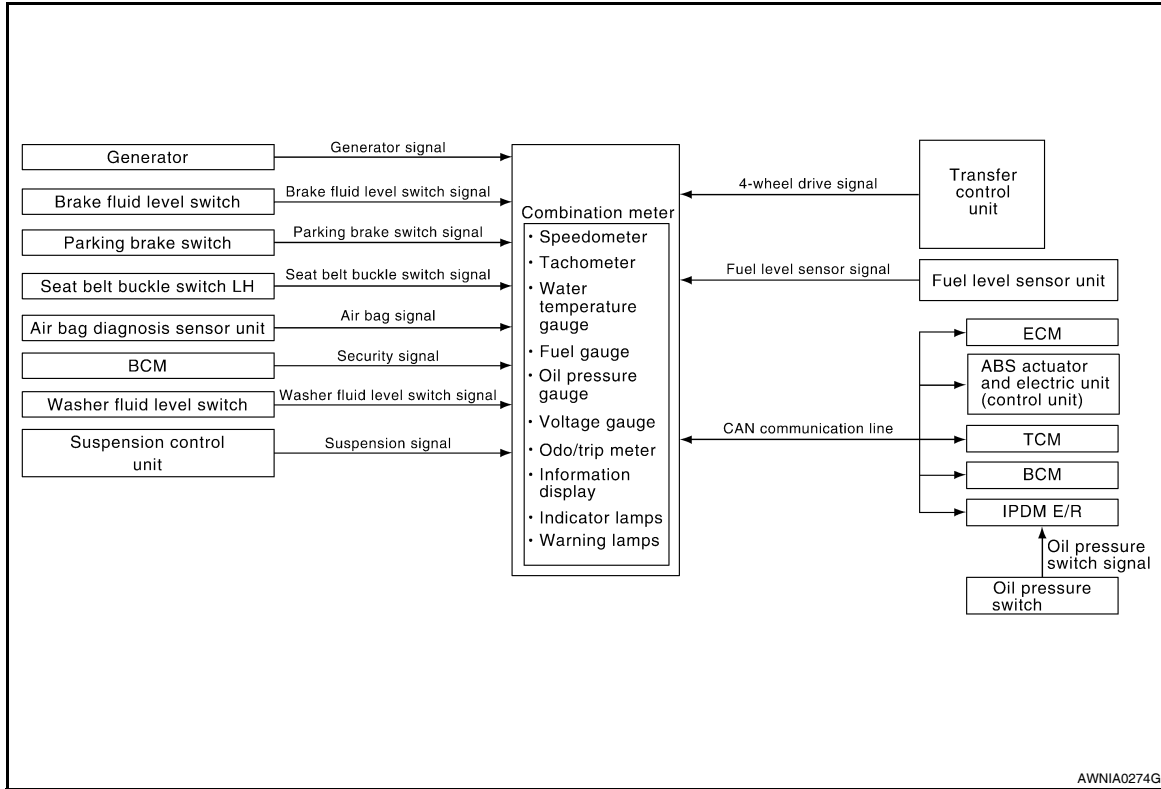 Generator
Generator signal
Brake fluid level switch
Brake fluid level switch signal
Parking brake switch
Parking brake switch signal
Seat belt buckle switch LH
Seat belt buckle switch signal
Air bag diagnosis sensor unit
Air bag signal
BCM
Security signal
Washer fluid level switch
Washer fluid level switch signal
Suspension control
unit
Suspension signal
Combination meter
· Speedometer
· Tachometer
· Water
temperature
gauge
· Fuel gauge
· Oil pressure
gauge
· Voltage gauge
· Odo/trip meter
· Information
display
· Indicator lamps
· Warning lamps
4-wheel drive signal
Transfer
control
unit
Fuel level sensor signal
Fuel level sensor unit
CAN communication line
ECM
ABS actuator
and electric unit
(control unit)
TCM
BCM
IPDM E/R
Oil pressure
switch signal
Oil pressure
switch
AWNIA0274G